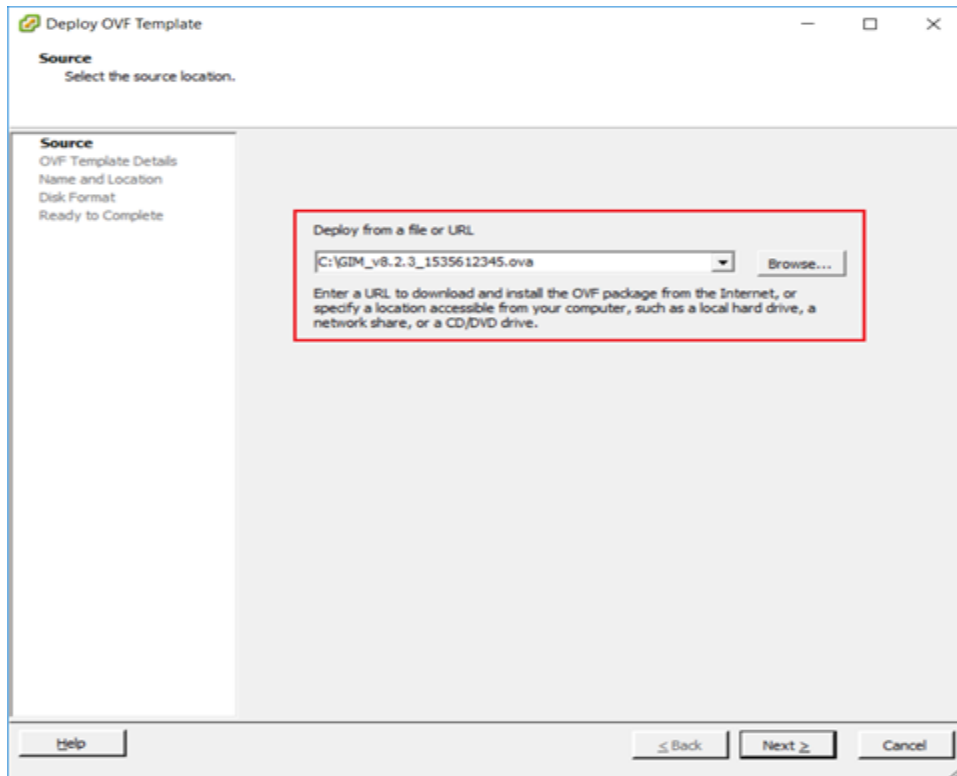 Deploy OVF Template
Source
Select the source location.
Source
OVF Template Details
Name and Location
Disk Format
Ready to Complete
Deploy from a file or URL
C:\GIM_v8.2.3_1535612345.ova
Browse...
Enter a URL to download and install the OVF package from the Internet, or
specify a location accessible from your computer, such as a local hard drive, a
network share, or a CD/DVD drive.
Help
< Back
Next >
Cancel